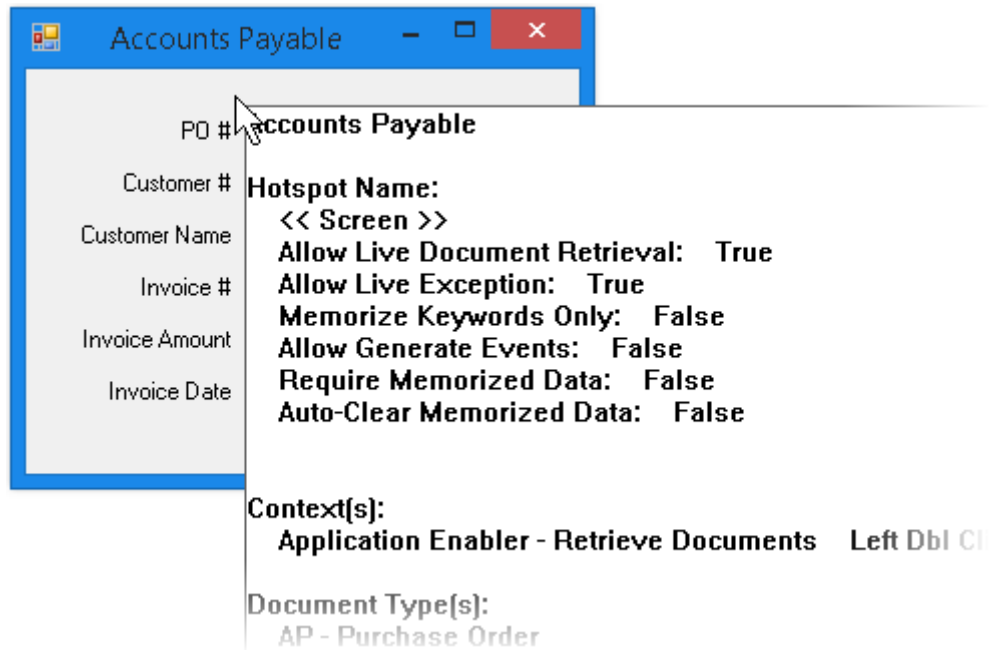 Accounts Payable
PO #
Customer #
Customer Name
Invoice #
Invoice Amount
Invoice Date
Accounts Payable
Hotspot Name:
<< Screen >>
Allow Live Document Retrieval: True
Allow Live Exception: True
Memorize Keywords Only: False
Allow Generate Events: False
Require Memorized Data: False
Auto-Clear Memorized Data: False
Context(s):
Application Enabler - Retrieve Documents Left Dbl
Document Type(s):
AP - Purchase Order